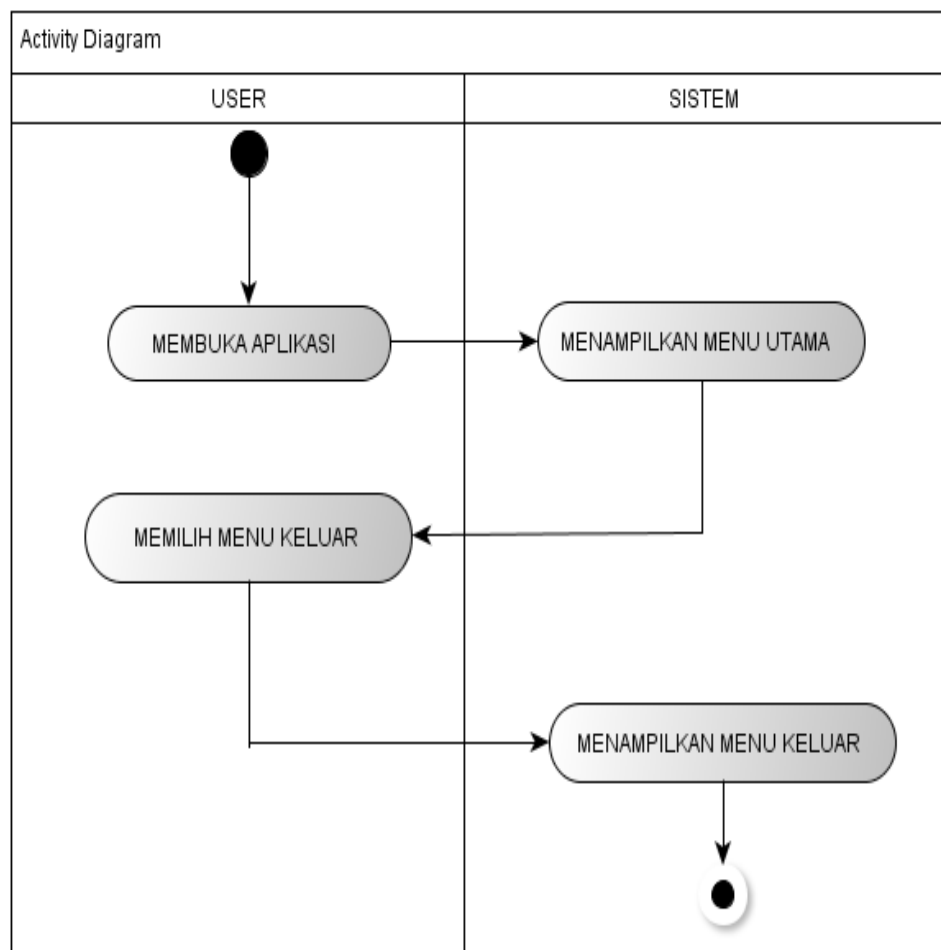 Activity Diagram
USER
SISTEM
MEMBUKA APLIKASI
MENAMPILKAN MENU UTAMA
MEMILIH MENU KELUAR
MENAMPILKAN MENU KELUAR